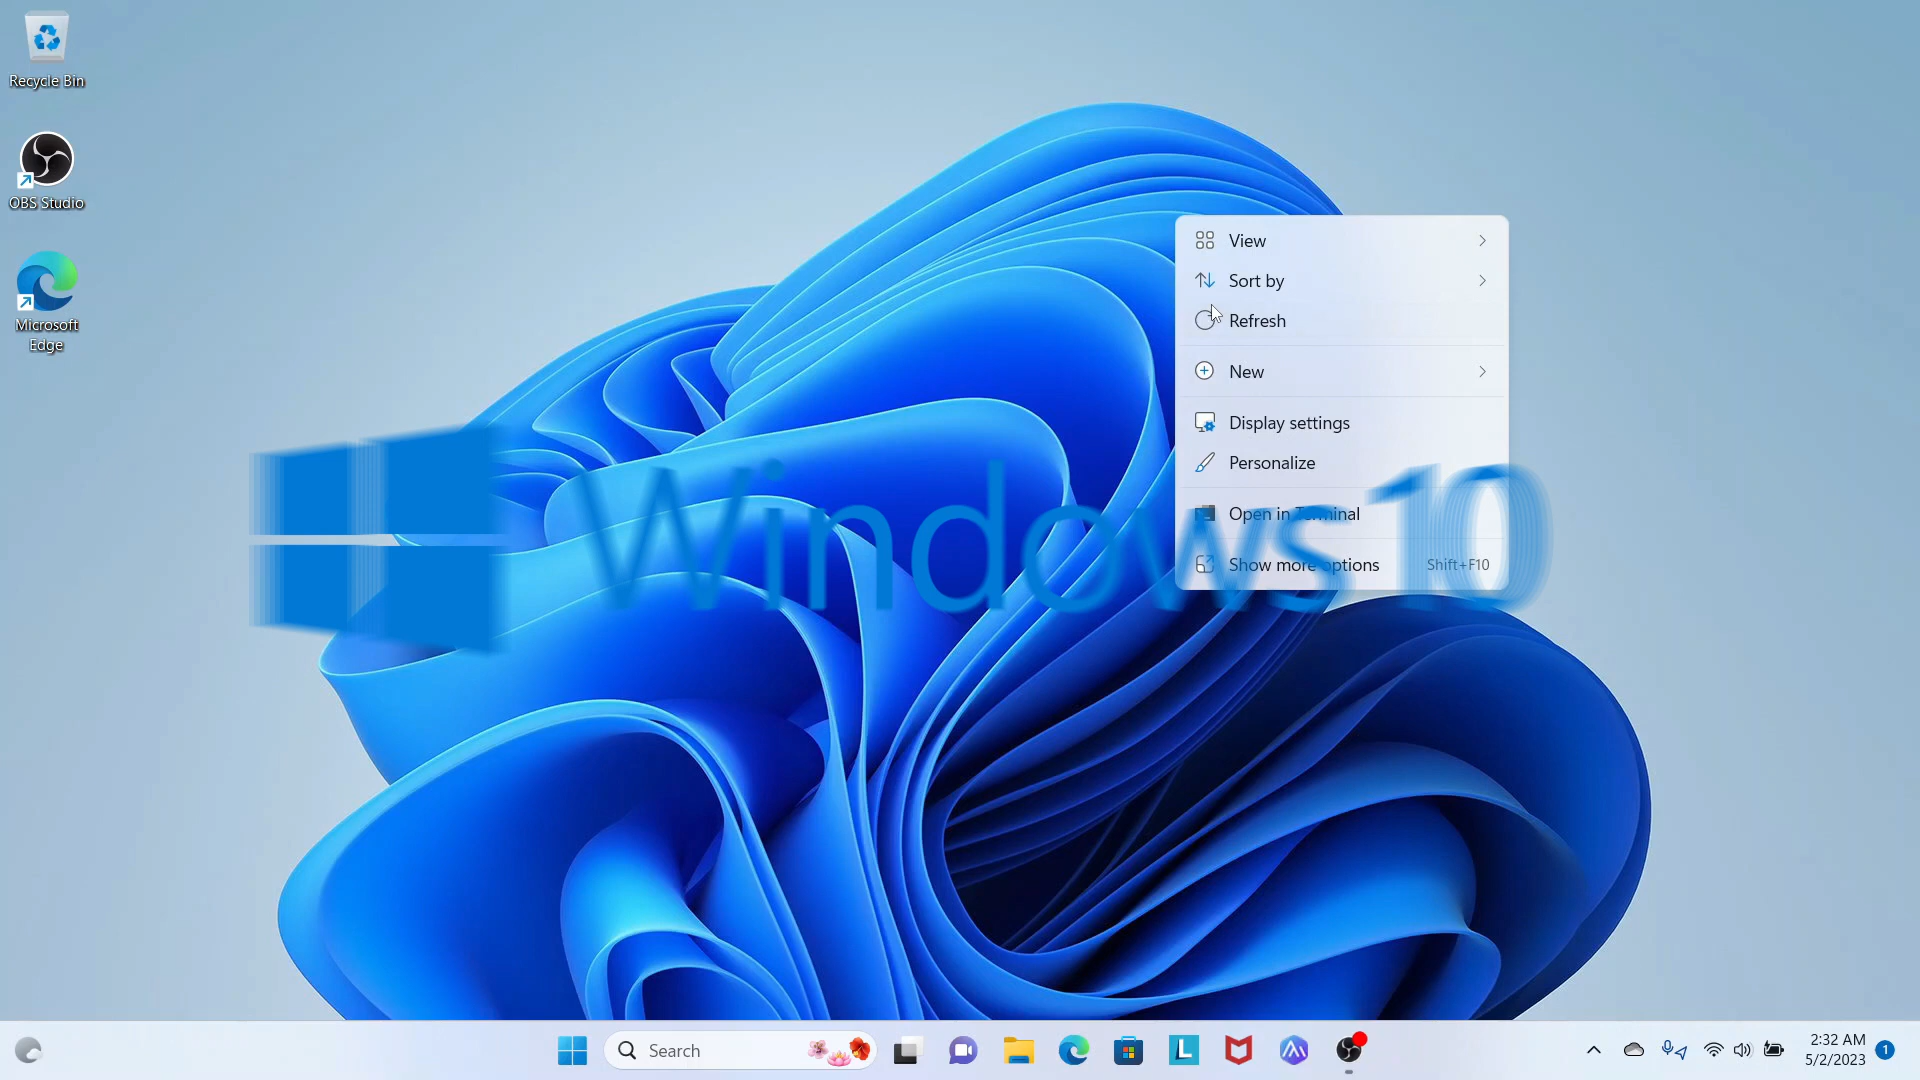 Recycle Bin
OBS Studio
Microsoft
Edge
View
Sort by
Refresh
New
Display settings
Personalize
Open in Terminal
Show more options Shift+F10
Windows 10
Search
L
2:32 AM
5/2/2023
1